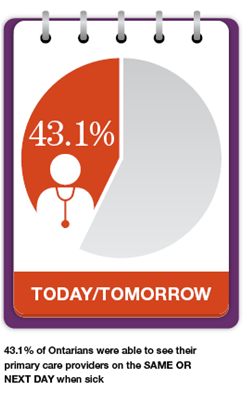 43.1%
TODAY/TOMORROW
43.1% of Ontarians were able to see their
primary care providers on the SAME OR
NEXT DAY when sick